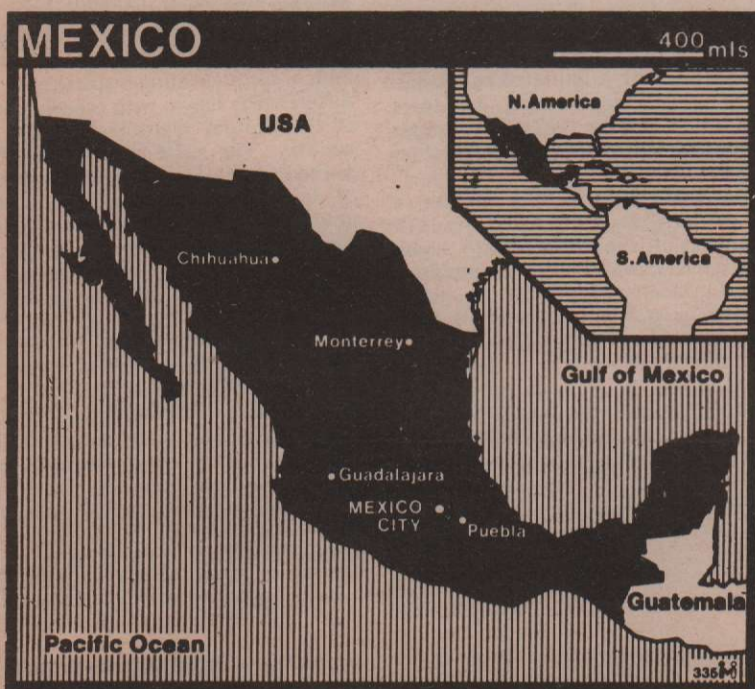 MEXICO
400 mls
N.America
USA
S.America
Chihuahua
Monterrey
Gulf of Mexico
Guadalajara
MEXICO
CITY
Puebla
Guatemala
Pacific Ocean